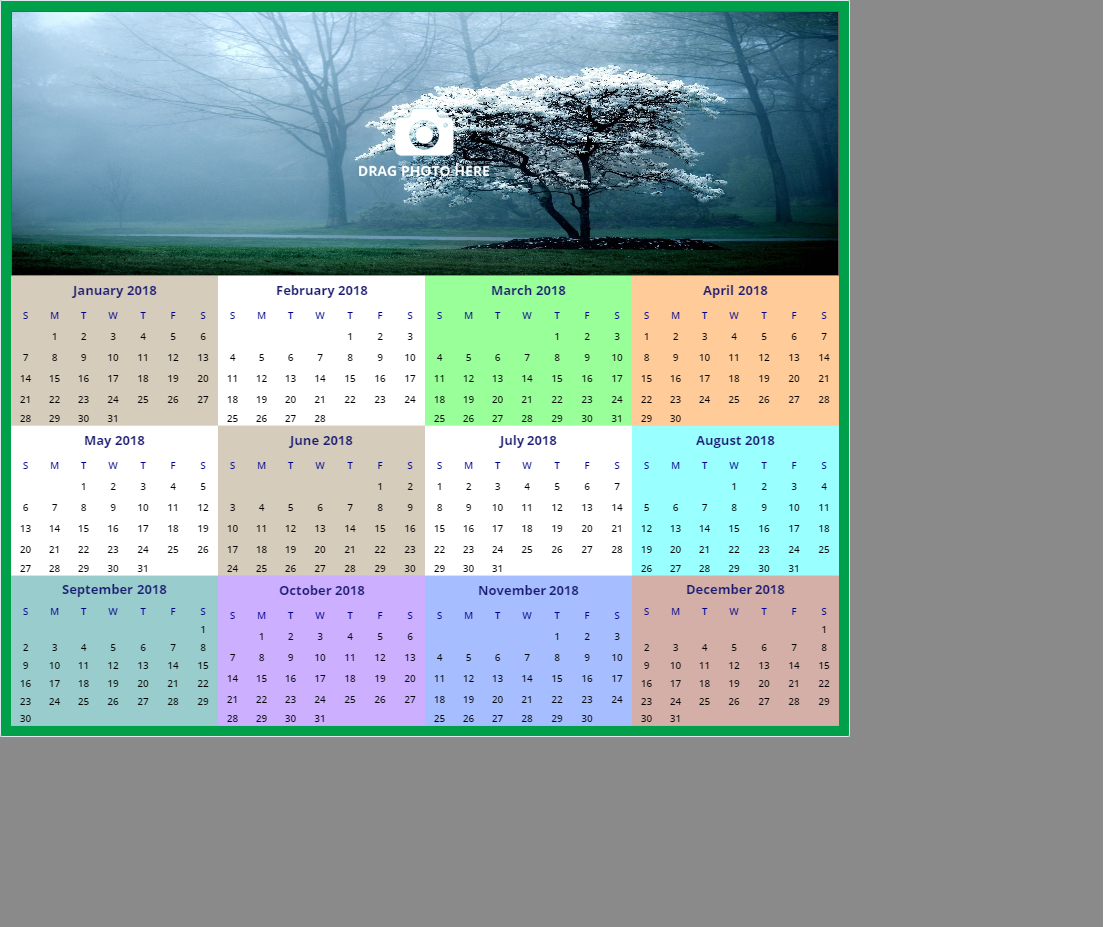 DRAG PHOTO HERE
January 2018
S M T W T F S
1 2 3 4 5 6
7 8 9 10 11 12 13
14 15 16 17 18 19 20
21 22 23 24 25 26 27
28 29 30 31
February 2018
S M T W T F S
1 2 3
4 5 6 7 8 9 10
11 12 13 14 15 16 17
18 19 20 21 22 23 24
25 26 27 28
March 2018
S M T W T F S
1 2 3
4 5 6 7 8 9 10
11 12 13 14 15 16 17
18 19 20 21 22 23 24
25 26 27 28 29 30 31
April 2018
S M T W T F S
1 2 3 4 5 6 7
8 9 10 11 12 13 14
15 16 17 18 19 20 21
22 23 24 25 26 27 28
29 30
May 2018
S M T W T F S
1 2 3 4 5
6 7 8 9 10 11 12
13 14 15 16 17 18 19
20 21 22 23 24 25 26
27 28 29 30 31
June 2018
S M T W T F S
1 2
3 4 5 6 7 8 9
10 11 12 13 14 15 16
17 18 19 20 21 22 23
24 25 26 27 28 29 30
July 2018
S M T W T F S
1 2 3 4 5 6 7
8 9 10 11 12 13 14
15 16 17 18 19 20 21
22 23 24 25 26 27 28
29 30 31
August 2018
S M T W T F S
1 2 3 4
5 6 7 8 9 10 11
12 13 14 15 16 17 18
19 20 21 22 23 24 25
26 27 28 29 30 31
September 2018
S M T W T F S
1
2 3 4 5 6 7 8
9 10 11 12 13 14 15
16 17 18 19 20 21 22
23 24 25 26 27 28 29
30
October 2018
S M T W T F S
1 2 3 4 5 6
7 8 9 10 11 12 13
14 15 16 17 18 19 20
21 22 23 24 25 26 27
28 29 30 31
November 2018
S M T W T F S
1 2 3
4 5 6 7 8 9 10
11 12 13 14 15 16 17
18 19 20 21 22 23 24
25 26 27 28 29 30
December 2018
S M T W T F S
1
2 3 4 5 6 7 8
9 10 11 12 13 14 15
16 17 18 19 20 21 22
23 24 25 26 27 28 29
30 31